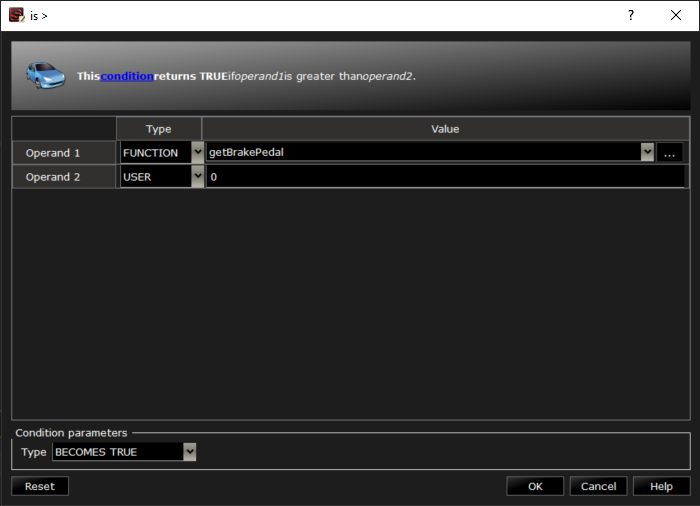 is >
?
This condition returns TRUE if operand1 is greater than operand2.
Type Value
Operand 1 FUNCTION getBrakePedal ...
Operand 2 USER 0
Condition parameters
Type BECOMES TRUE
Reset OK Cancel Help